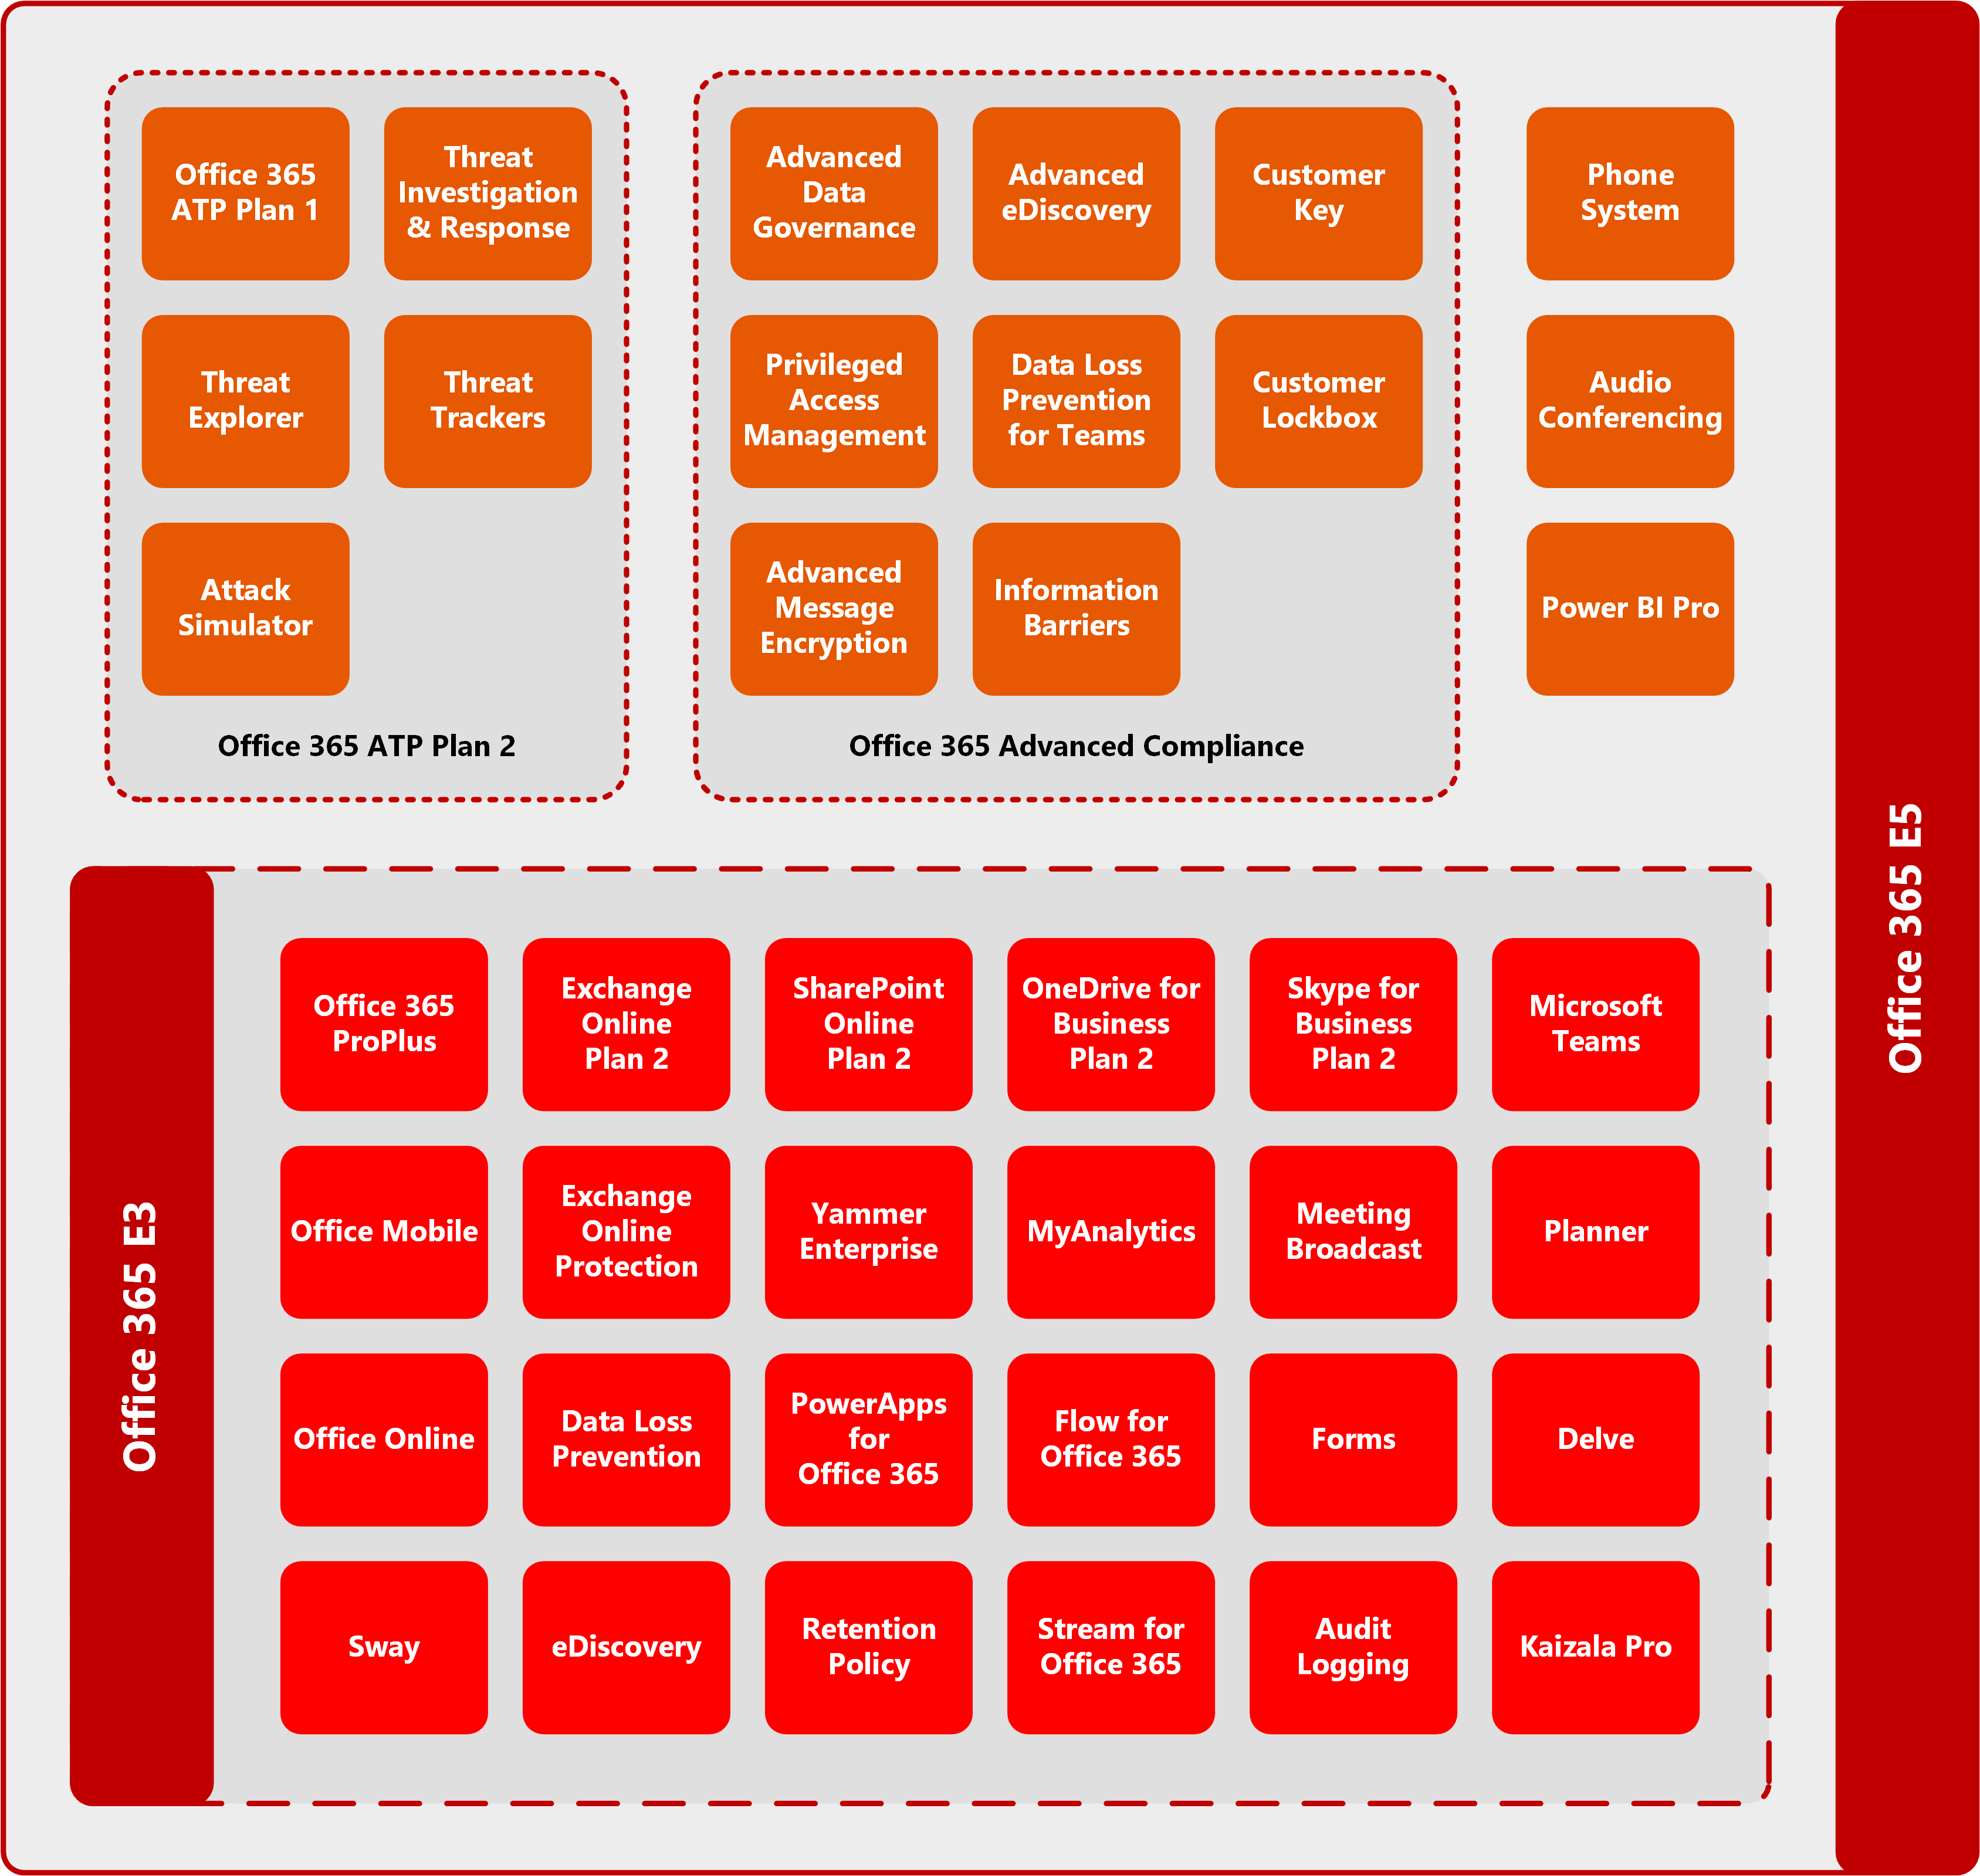 Office 365
ATP Plan 1
Threat
Investigation
& Response
Threat
Explorer
Threat
Trackers
Attack
Simulator
Office 365 ATP Plan 2
Advanced
Data
Governance
Advanced
eDiscovery
Customer
Key
Privileged
Access
Management
Data Loss
Prevention
for Teams
Customer
Lockbox
Advanced
Message
Encryption
Information
Barriers
Office 365 Advanced Compliance
Phone
System
Audio
Conferencing
Power BI Pro
Office 365 E5
Office 365 E3
Office 365
ProPlus
Exchange
Online
Plan 2
SharePoint
Online
Plan 2
OneDrive for
Business
Plan 2
Skype for
Business
Plan 2
Microsoft
Teams
Office Mobile
Exchange
Online
Protection
Yammer
Enterprise
MyAnalytics
Meeting
Broadcast
Planner
Office Online
Data Loss
Prevention
PowerApps
for
Office 365
Flow for
Office 365
Forms
Delve
Sway
eDiscovery
Retention
Policy
Stream for
Office 365
Audit
Logging
Kaizala Pro